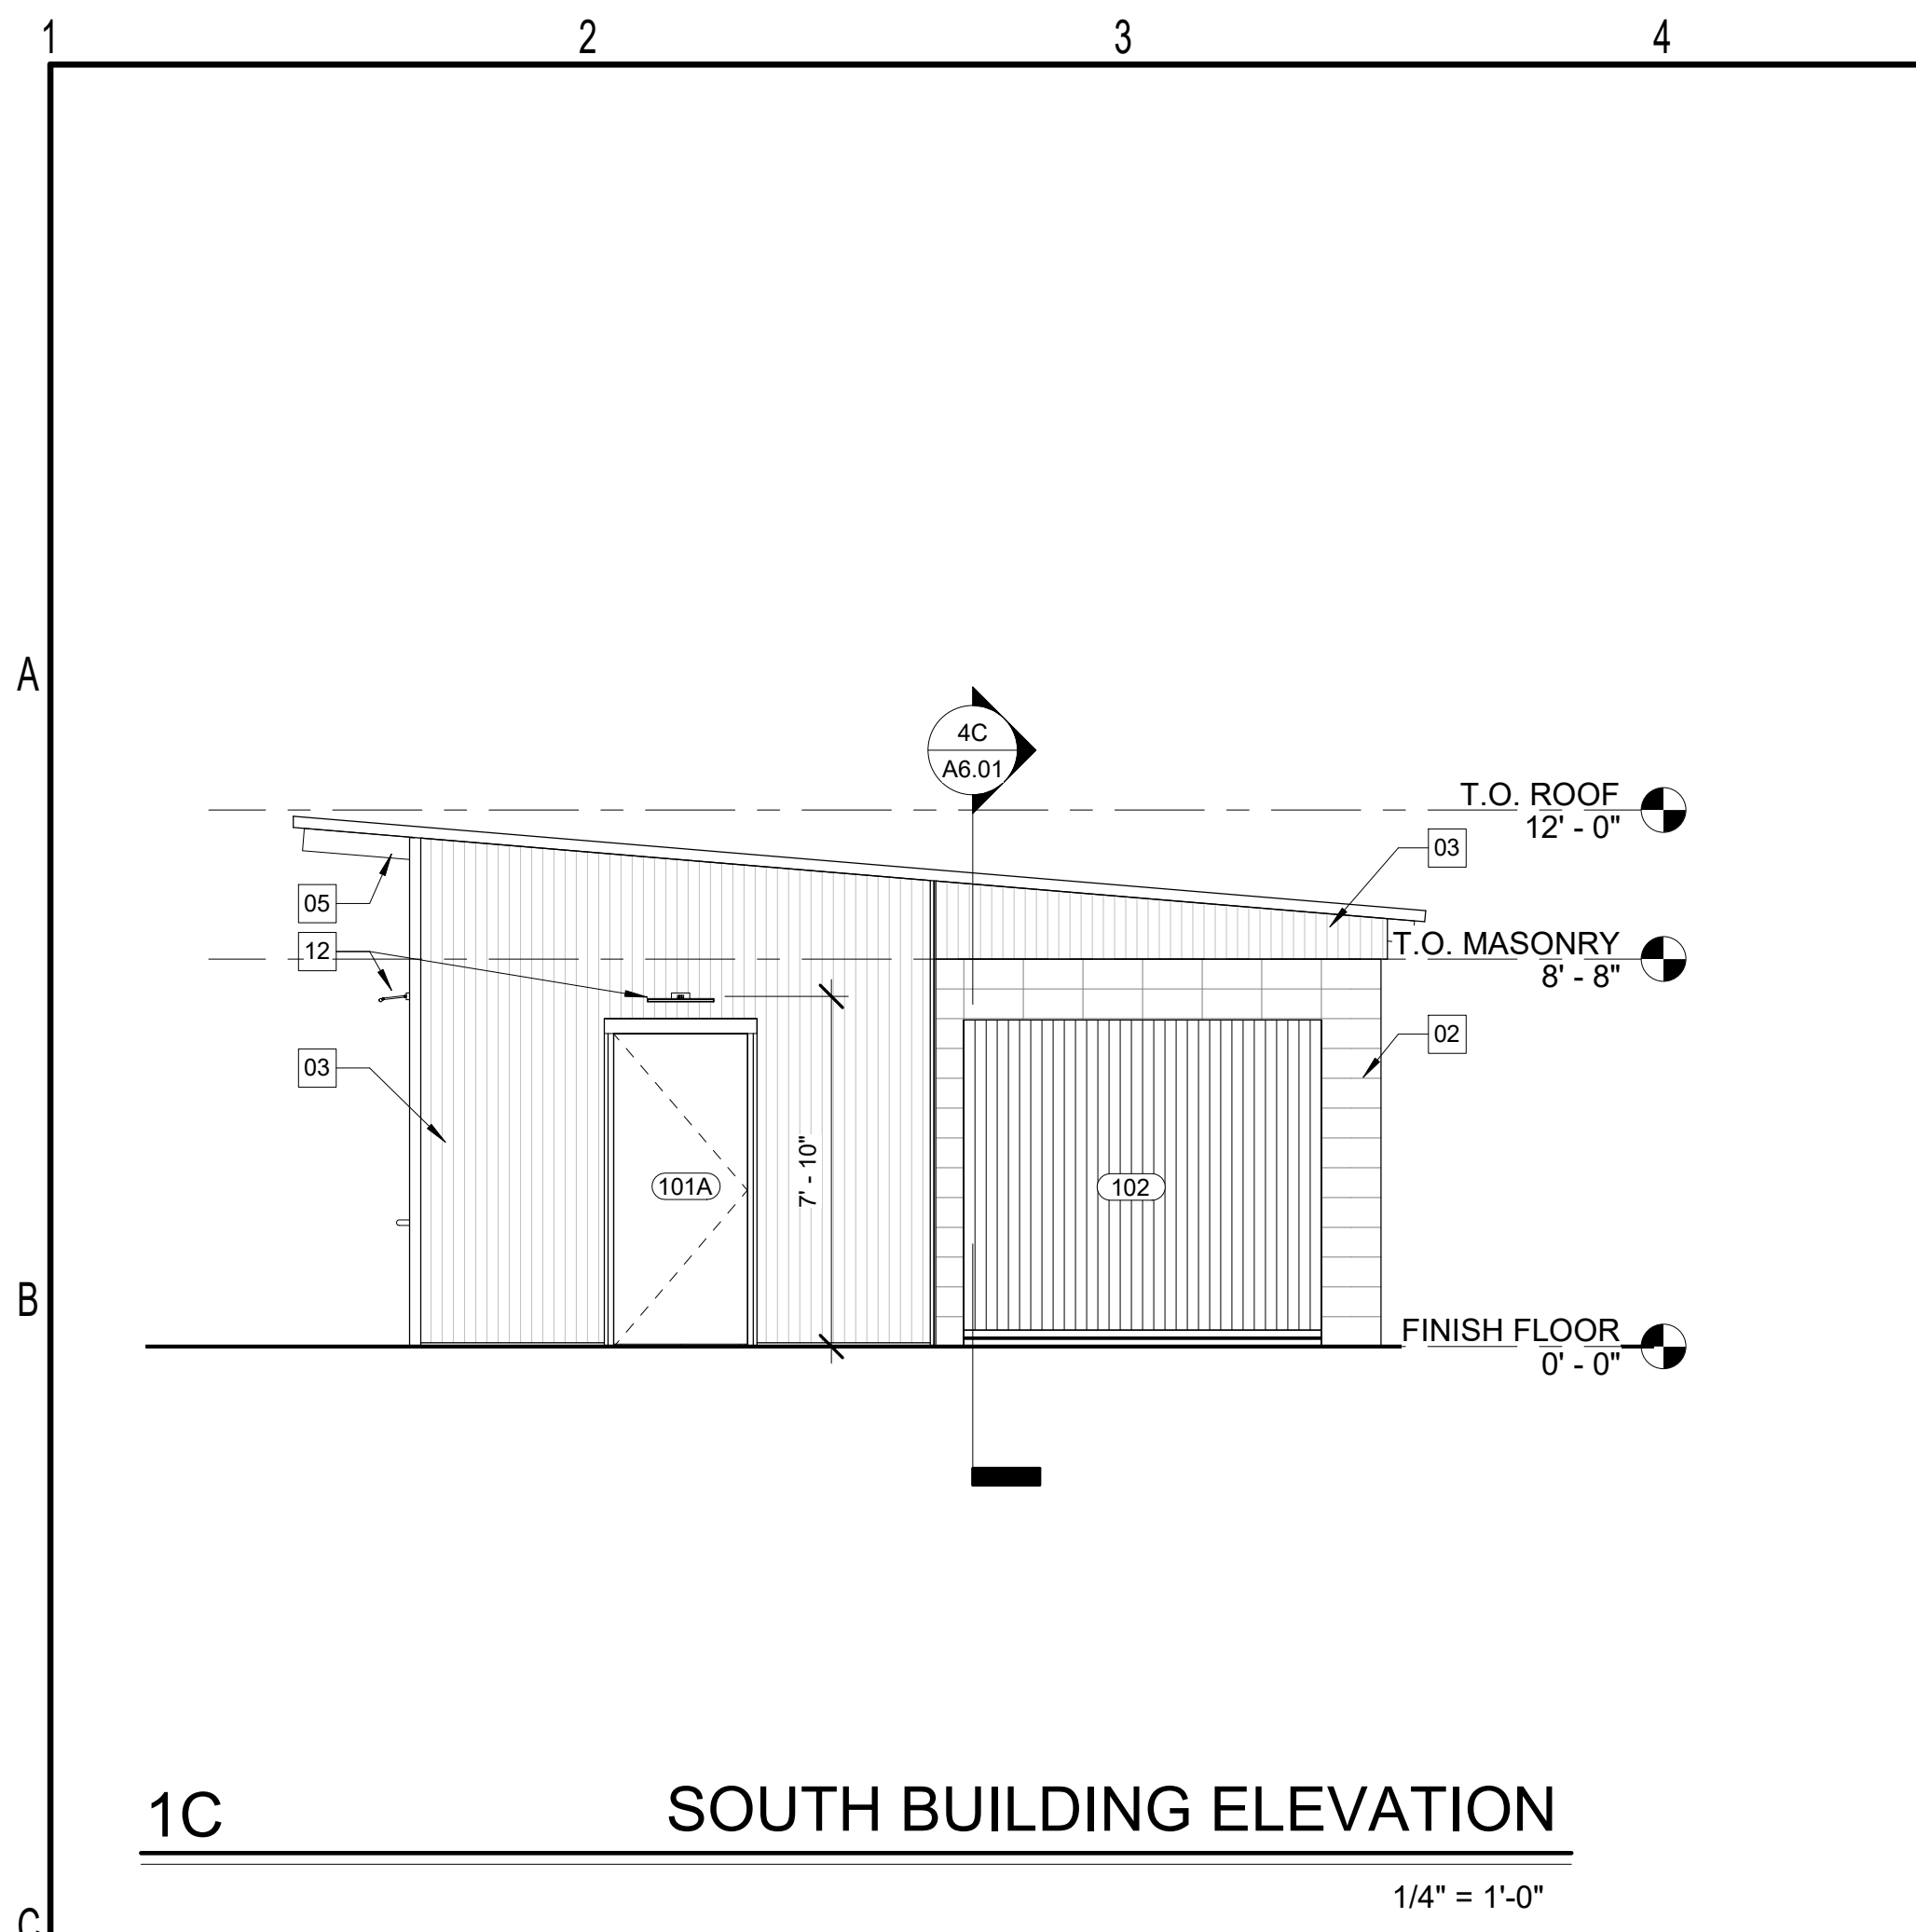 1 2 3 4
A
4C
A6.01
T.O. ROOF
12' - 0"
03
05
12
T.O. MASONRY
8' - 8"
02
03
7' - 10"
101A
102
B
FINISH FLOOR
0' - 0"
1C SOUTH BUILDING ELEVATION
1/4" = 1'-0"
C